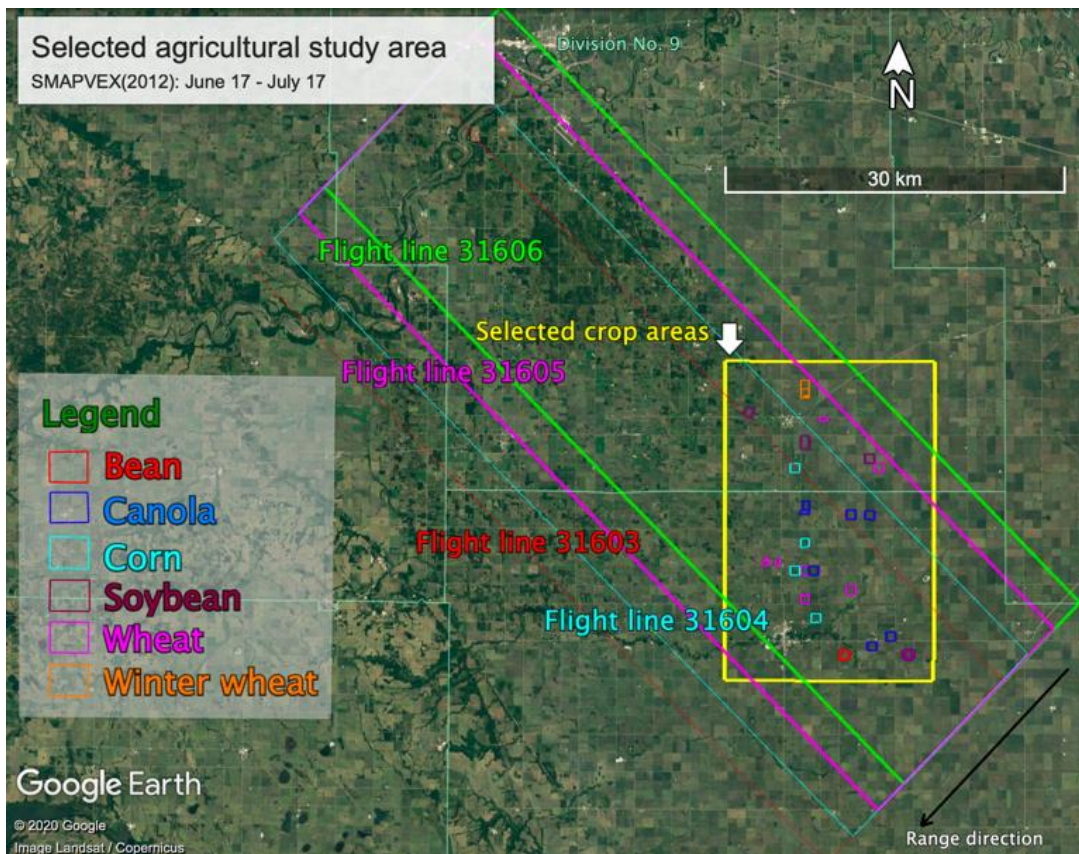 Selected agricultural study area
SMAPVEX(2012): June 17 - July 17
Division No. 9
N
30 km
Flight line 31606
Selected crop areas
Flight line 31605
Legend
Bean
Canola
Corn
Soybean
Wheat
Winter wheat
Flight line 31603
Flight line 31604
Google Earth
© 2020 Google
Image Landsat / Copernicus
Range direction